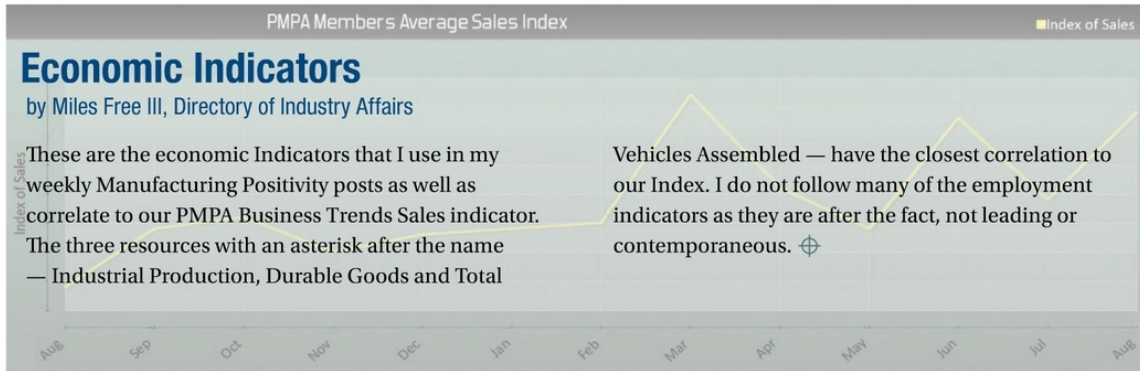 PMPA Members Average Sales Index
Index of Sales
Economic Indicators
by Miles Free III, Directory of Industry Affairs
Index of Sales
These are the economic Indicators that I use in my
weekly Manufacturing Positivity posts as well as
correlate to our PMPA Business Trends Sales indicator.
The three resources with an asterisk after the name
— Industrial Production, Durable Goods and Total
Vehicles Assembled — have the closest correlation to
our Index. I do not follow many of the employment
indicators as they are after the fact, not leading or
contemporaneous.
Aug Sep Oct Nov Dec Jan Feb Mar Apr May Jun Jul Aug